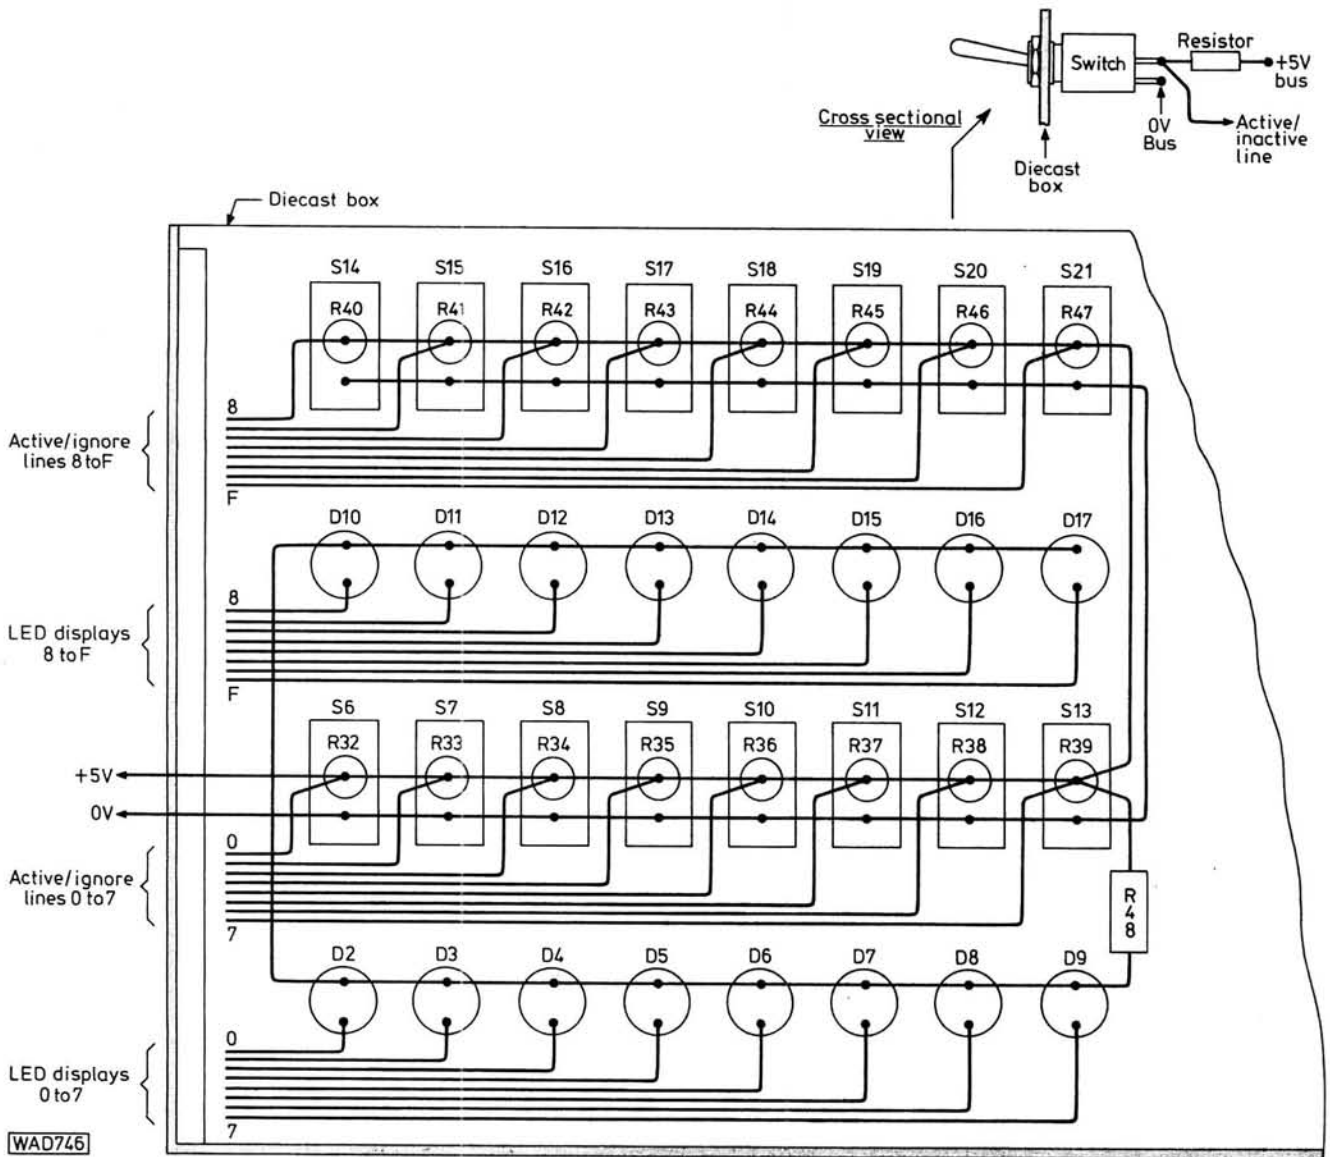 Resistor
Switch
+5V
bus
Cross sectional
view
0V
Bus
Active/
inactive
line
Diecast
box
Diecast box
S14 S15 S16 S17 S18 S19 S20 S21
R40 R41 R42 R43 R44 R45 R46 R47
8
Active/ignore
lines 8 to F
F
D10 D11 D12 D13 D14 D15 D16 D17
8
LED displays
8 to F
F
S6 S7 S8 S9 S10 S11 S12 S13
R32 R33 R34 R35 R36 R37 R38 R39
+5V
0V
0
Active/ignore
lines 0 to 7
7
R
4
8
D2 D3 D4 D5 D6 D7 D8 D9
0
LED displays
0 to 7
7
WAD746